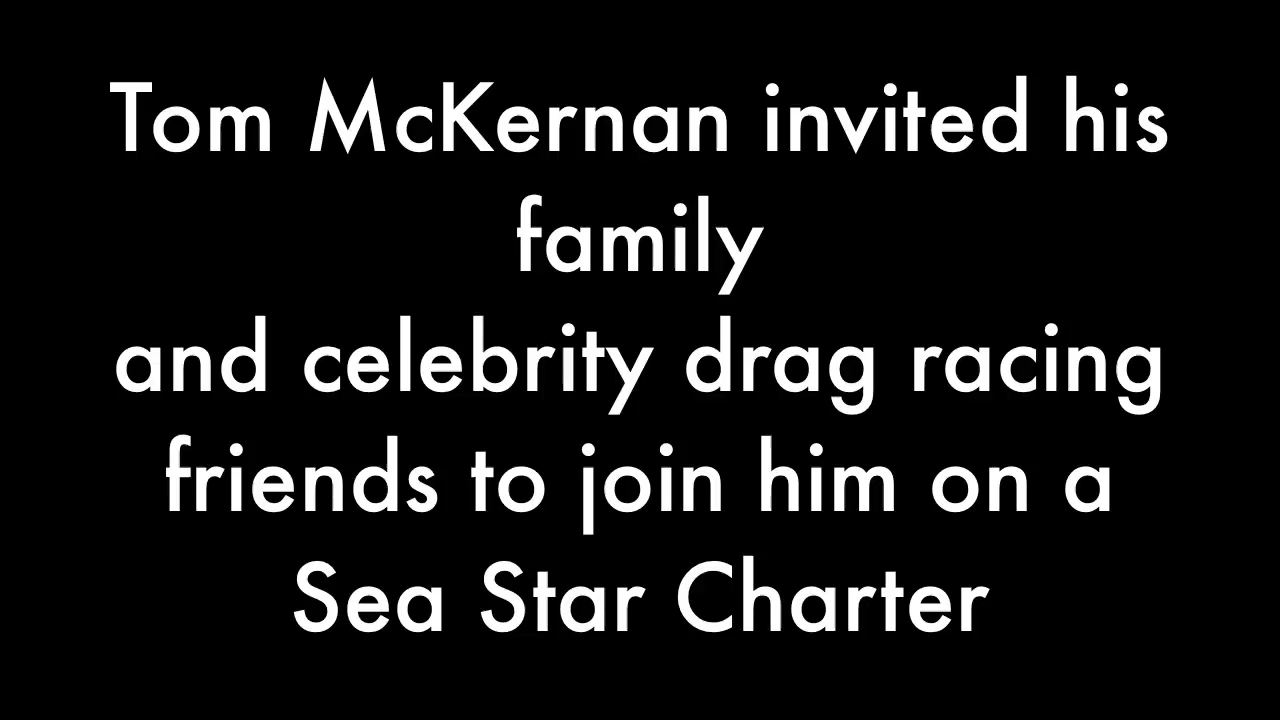 Tom McKernan invited his
family
and celebrity drag racing
friends to join him on a
Sea Star Charter